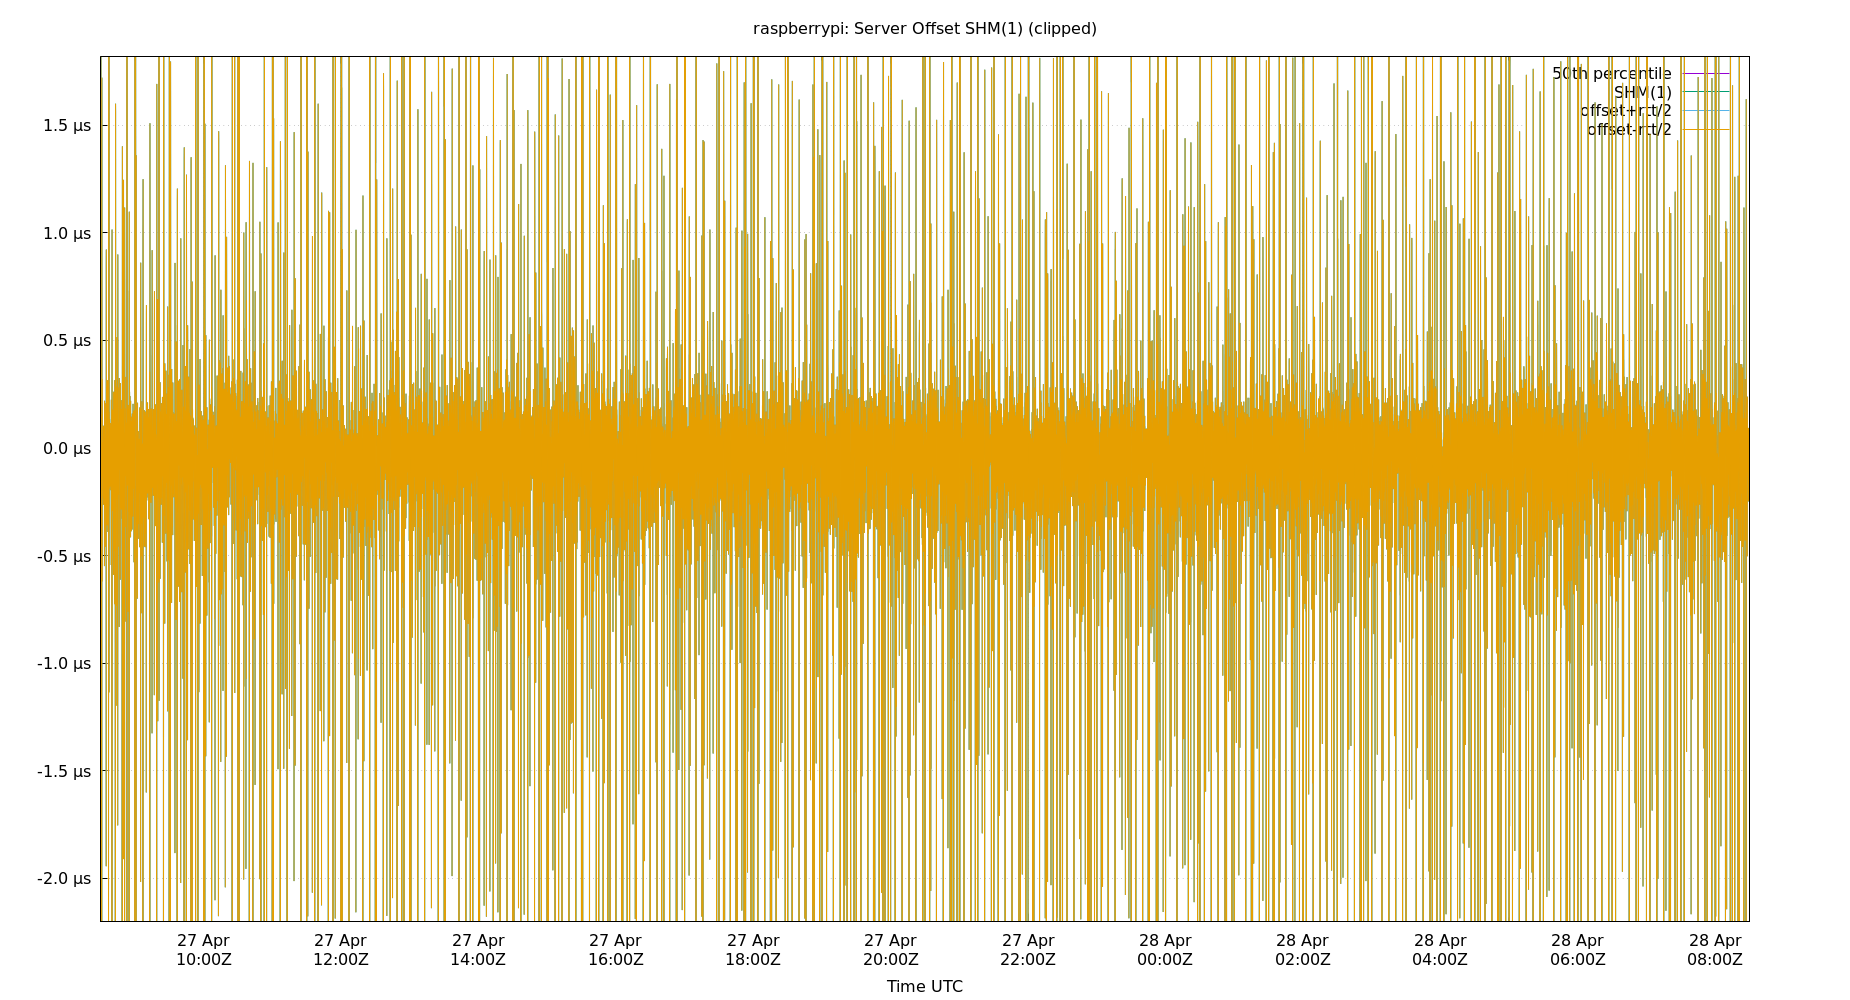 raspberrypi: Server Offset SHM(1) (clipped)
50th percentile
SHM(1)
offset+rtt/2
offset-rtt/2
1.5 µs
1.0 µs
0.5 µs
0.0 µs
-0.5 µs
-1.0 µs
-1.5 µs
-2.0 µs
27 Apr 27 Apr 27 Apr 27 Apr 27 Apr 27 Apr 27 Apr 28 Apr 28 Apr 28 Apr 28 Apr 28 Apr
10:00Z 12:00Z 14:00Z 16:00Z 18:00Z 20:00Z 22:00Z 00:00Z 02:00Z 04:00Z 06:00Z 08:00Z
Time UTC